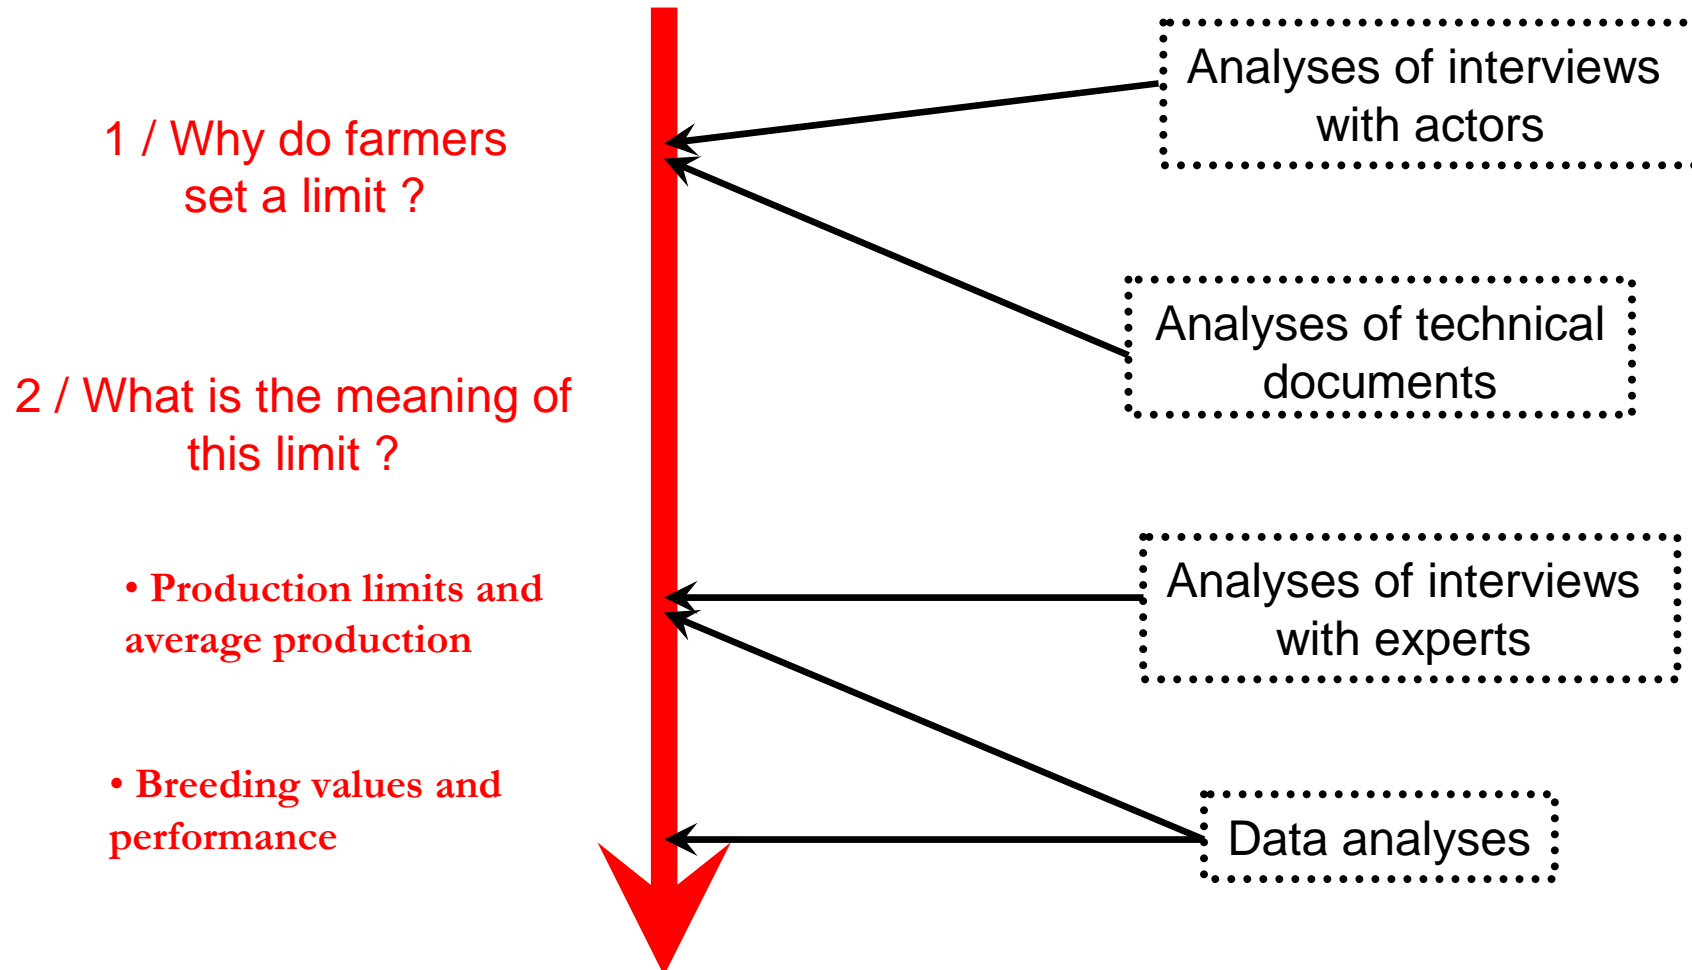 1 / Why do farmers
set a limit ?
2 / What is the meaning of
this limit ?
• Production limits and
average production
• Breeding values and
performance
Analyses of interviews
with actors
Analyses of technical
documents
Analyses of interviews
with experts
Data analyses